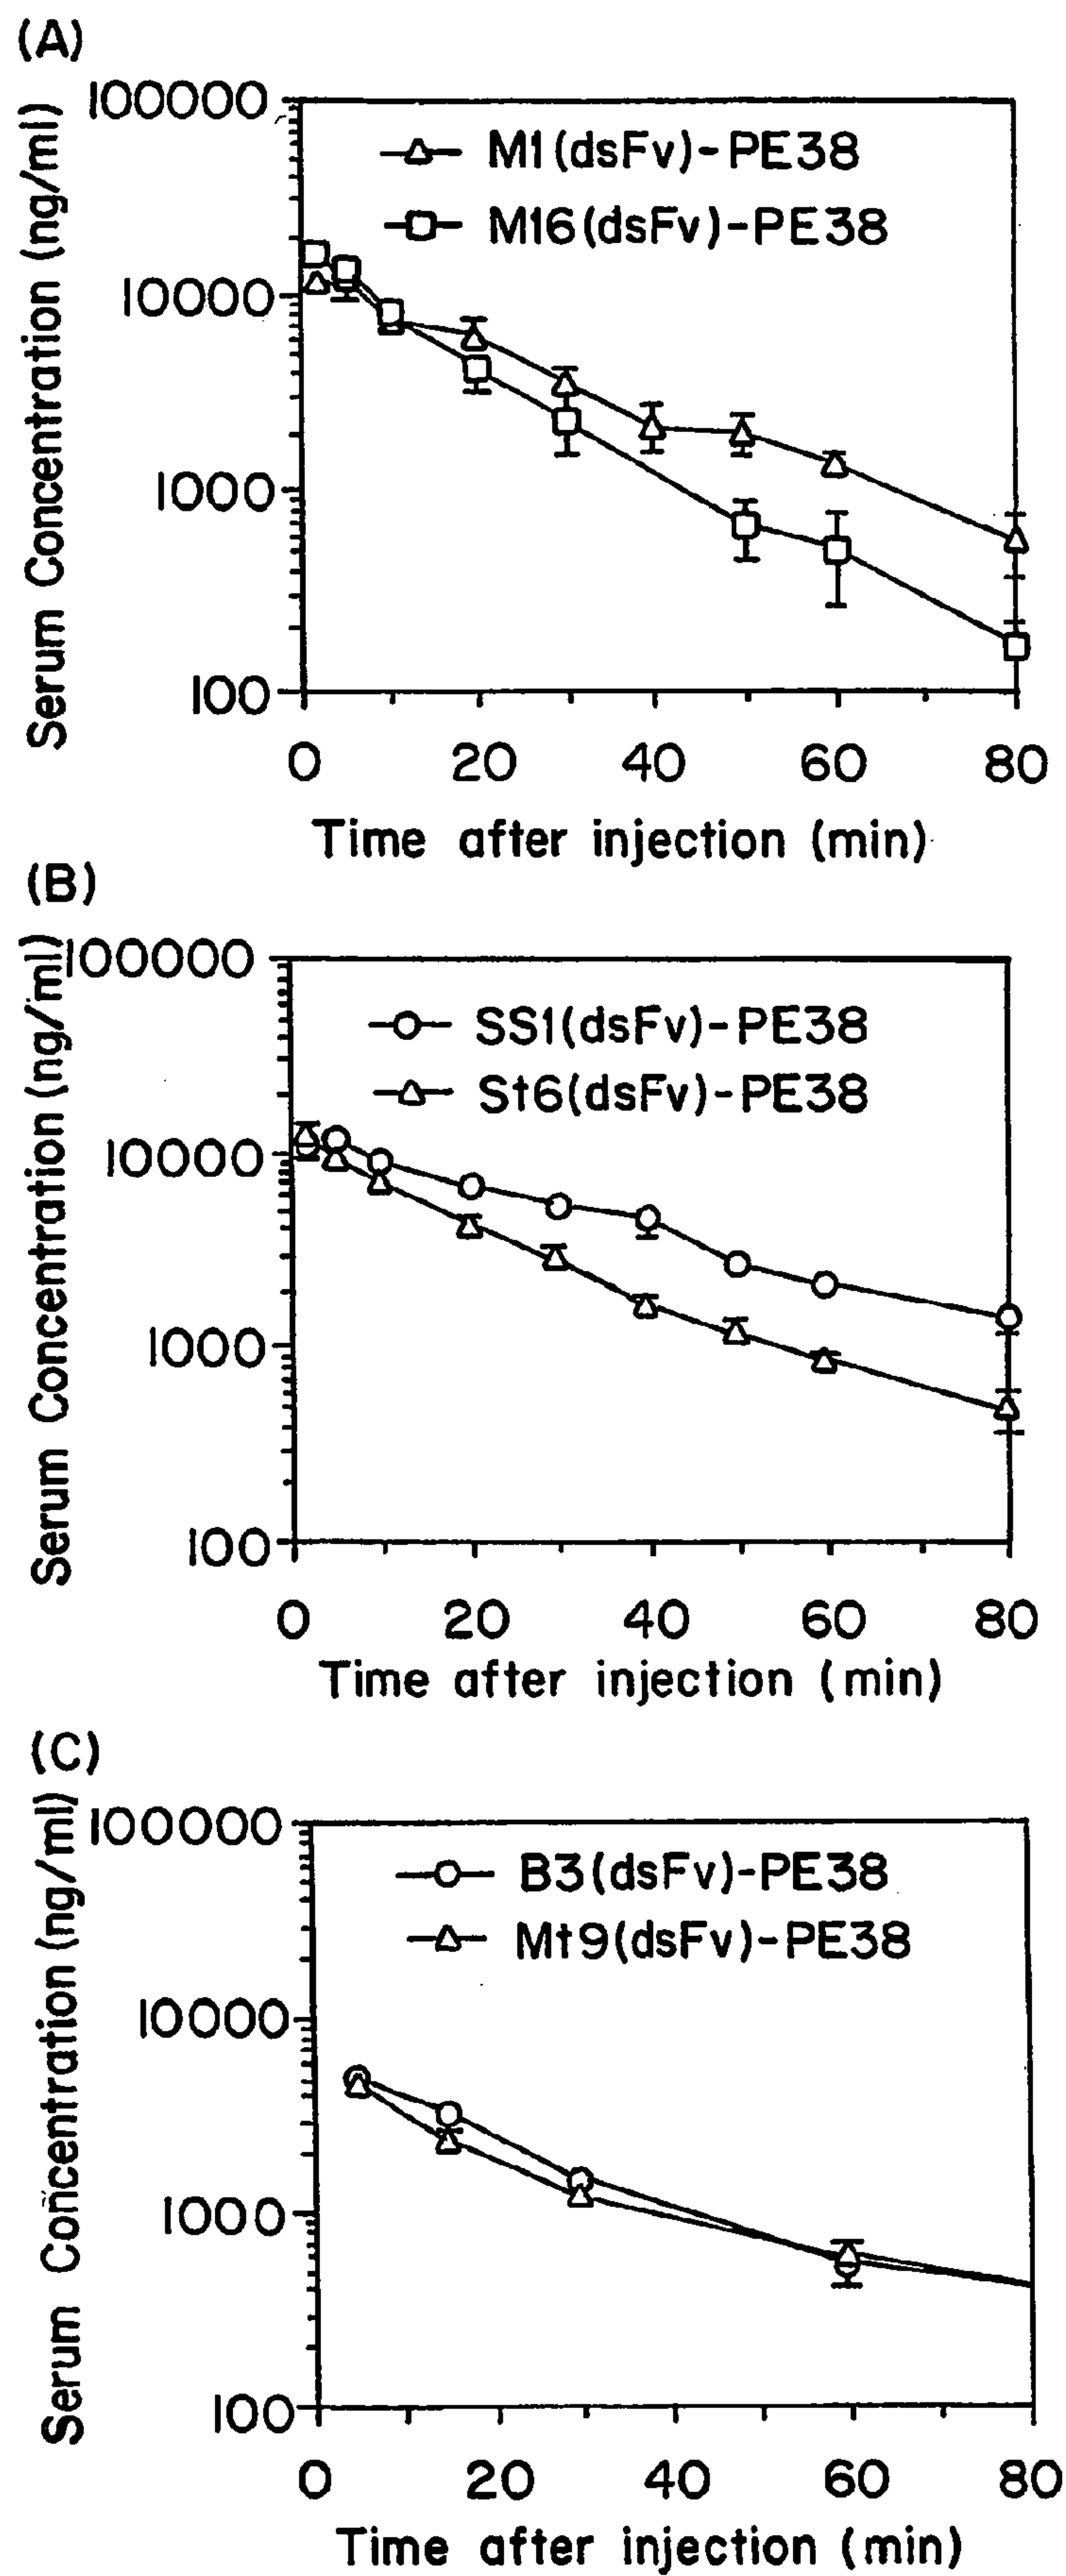 (A)
Serum Concentration (ng/ml)
100000
10000
1000
100
M1(dsFv)-PE38
M16(dsFv)-PE38
0 20 40 60 80
Time after injection (min)
(B)
Serum Concentration (ng/ml)
100000
10000
1000
100
SS1(dsFv)-PE38
St6(dsFv)-PE38
0 20 40 60 80
Time after injection (min)
(C)
Serum Concentration (ng/ml)
100000
10000
1000
100
B3(dsFv)-PE38
Mt9(dsFv)-PE38
0 20 40 60 80
Time after injection (min)